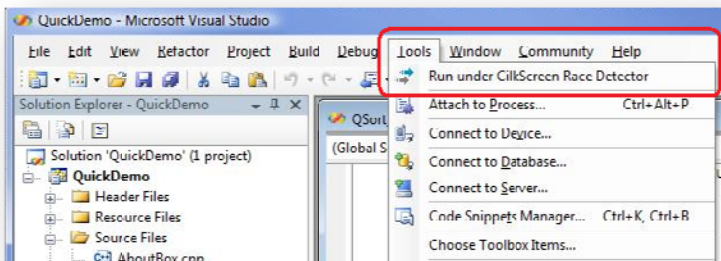 QuickDemo - Microsoft Visual Studio
File Edit View Refactor Project Build Debug Tools Window Community Help
Run under CilkScreen Race Detector
Solution Explorer - QuickDemo
Attach to Process... Ctrl+Alt+P
Connect to Device...
(Global S
Solution 'QuickDemo' (1 project)
Connect to Database...
QuickDemo
Connect to Server...
Header Files
Resource Files
Code Snippets Manager... Ctrl+K, Ctrl+B
Source Files
Choose Toolbox Items...
AboutBox.cpp